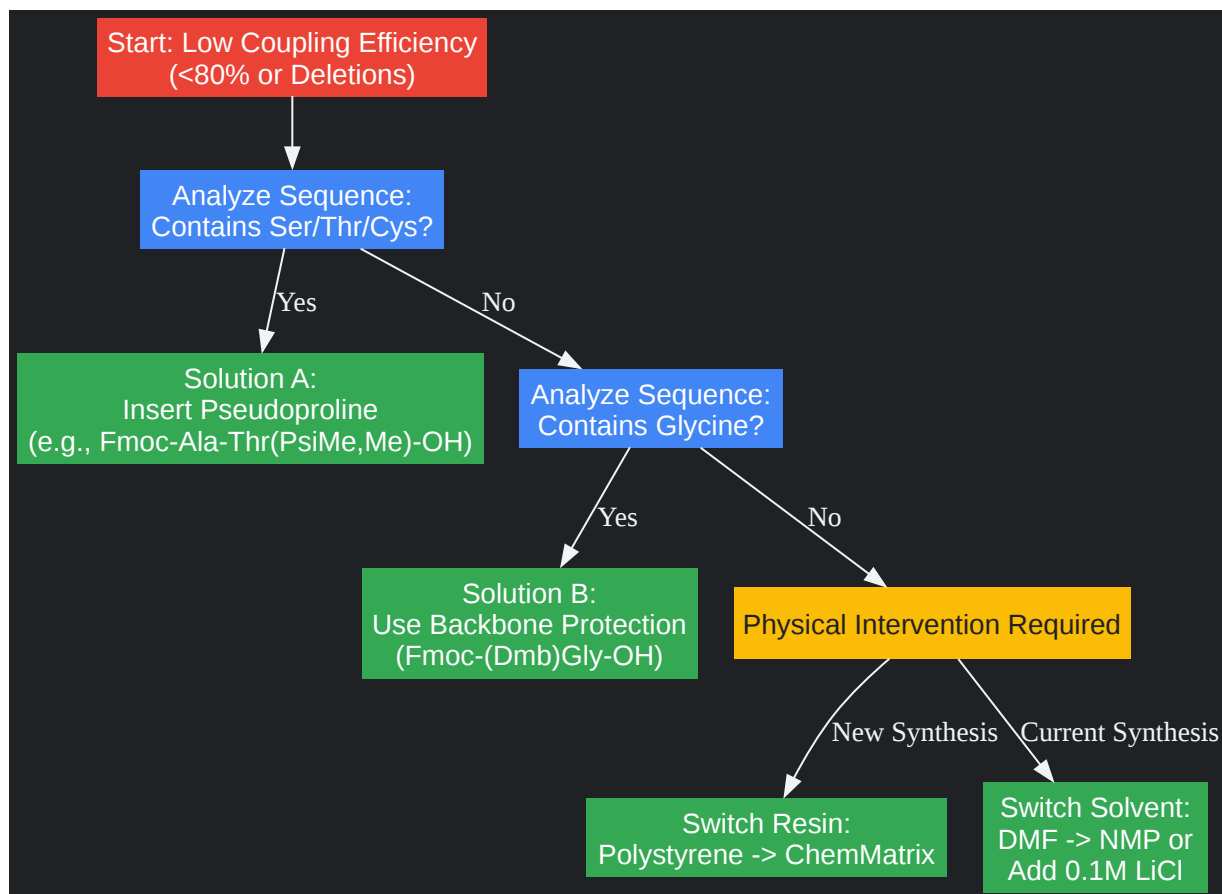 Start: Low Coupling Efficiency
(<80% or Deletions)
Analyze Sequence:
Contains Ser/Thr/Cys?
Yes
No
Solution A:
Insert Pseudoproline
(e.g., Fmoc-Ala-Thr(PsiMe,Me)-OH)
Analyze Sequence:
Contains Glycine?
Yes
No
Solution B:
Use Backbone Protection
(Fmoc-(Dmb)Gly-OH)
Physical Intervention Required
New Synthesis
Current Synthesis
Switch Resin:
Polystyrene -> ChemMatrix
Switch Solvent:
DMF -> NMP or
Add 0.1M LiCl